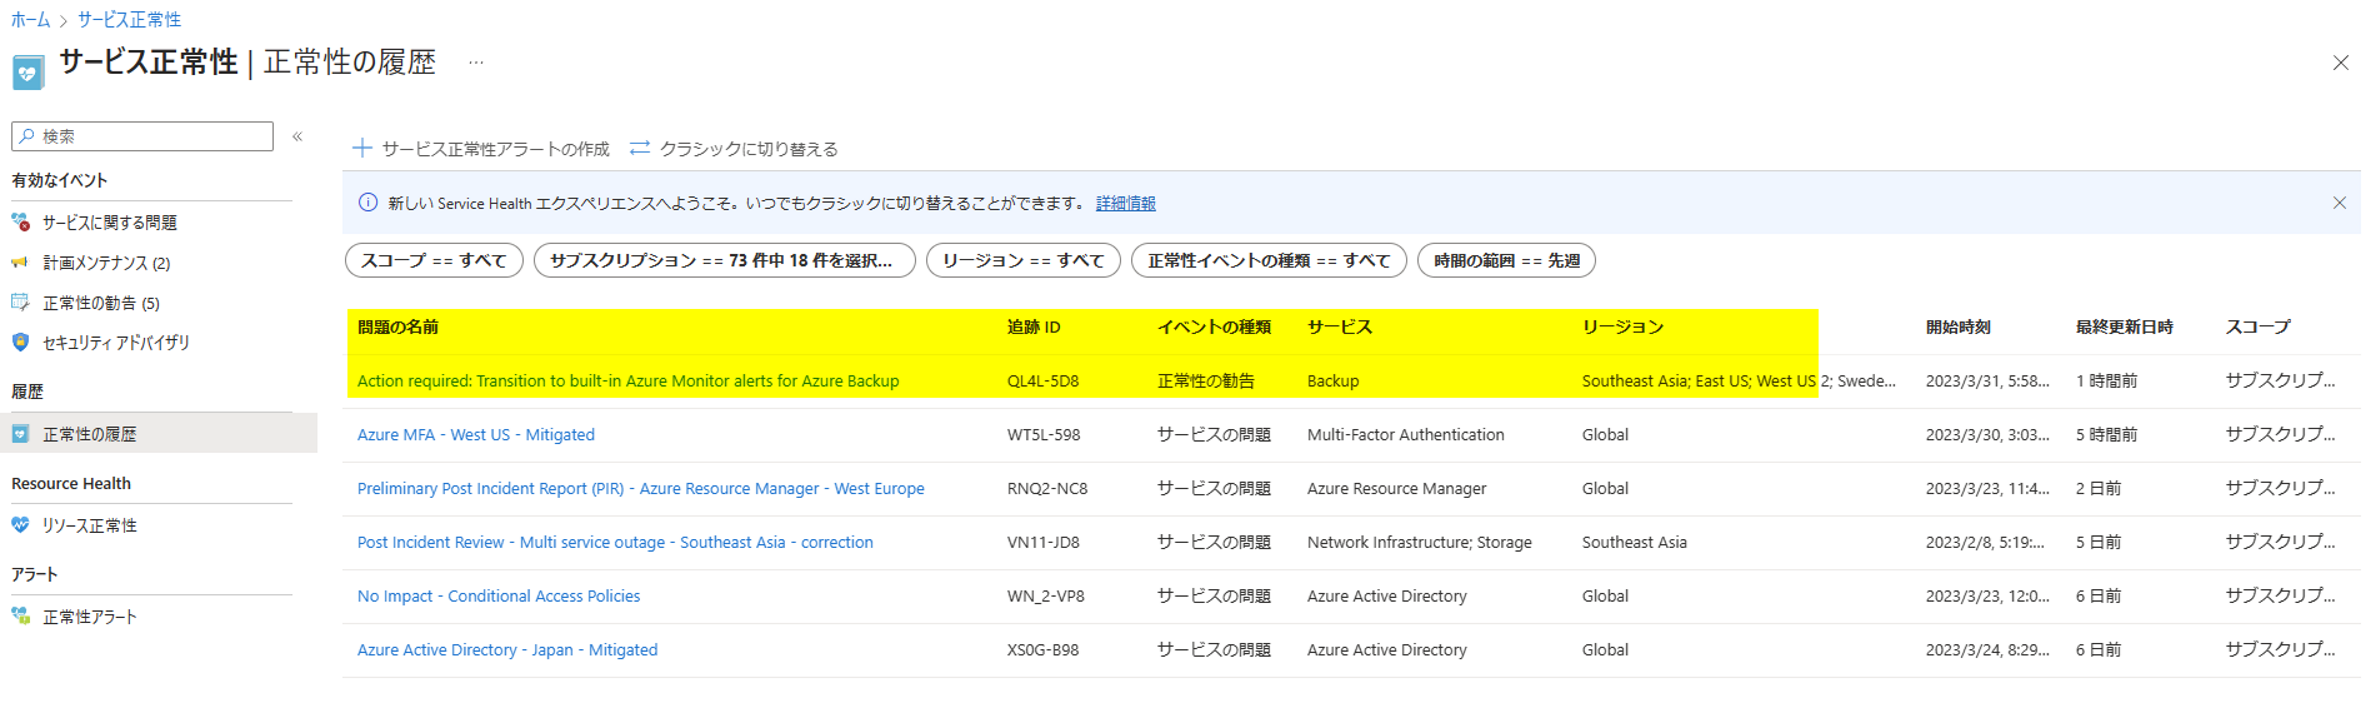 ホーム > サービス正常性
サービス正常性 | 正常性の履歴 …
検索 «
有効なイベント
サービスに関する問題
計画メンテナンス (2)
正常性の勧告 (5)
セキュリティ アドバイザリ
履歴
正常性の履歴
Resource Health
リソース正常性
アラート
正常性アラート
サービス正常性アラートの作成 クラシックに切り替える
新しい Service Health エクスペリエンスへようこそ。いつでもクラシックに切り替えることができます。 詳細情報
スコープ == すべて サブスクリプション == 73 件中 18 件を選択... リージョン == すべて 正常性イベントの種類 == すべて 時間の範囲 == 先週
問題の名前 追跡 ID イベントの種類 サービス リージョン 開始時刻 最終更新日時 スコープ
Action required: Transition to built-in Azure Monitor alerts for Azure Backup QL4L-5D8 正常性の勧告 Backup Southeast Asia; East US; West US 2; Swede... 2023/3/31, 5:58... 1 時間前 サブスクリプ...
Azure MFA - West US - Mitigated WT5L-598 サービスの問題 Multi-Factor Authentication Global 2023/3/30, 3:03... 5 時間前 サブスクリプ...
Preliminary Post Incident Report (PIR) - Azure Resource Manager - West Europe RNQ2-NC8 サービスの問題 Azure Resource Manager Global 2023/3/23, 11:4... 2 日前 サブスクリプ...
Post Incident Review - Multi service outage - Southeast Asia - correction VN11-JD8 サービスの問題 Network Infrastructure; Storage Southeast Asia 2023/2/8, 5:19:... 5 日前 サブスクリプ...
No Impact - Conditional Access Policies WN_2-VP8 サービスの問題 Azure Active Directory Global 2023/3/23, 12:0... 6 日前 サブスクリプ...
Azure Active Directory - Japan - Mitigated XS0G-B98 サービスの問題 Azure Active Directory Global 2023/3/24, 8:29... 6 日前 サブスクリプ...